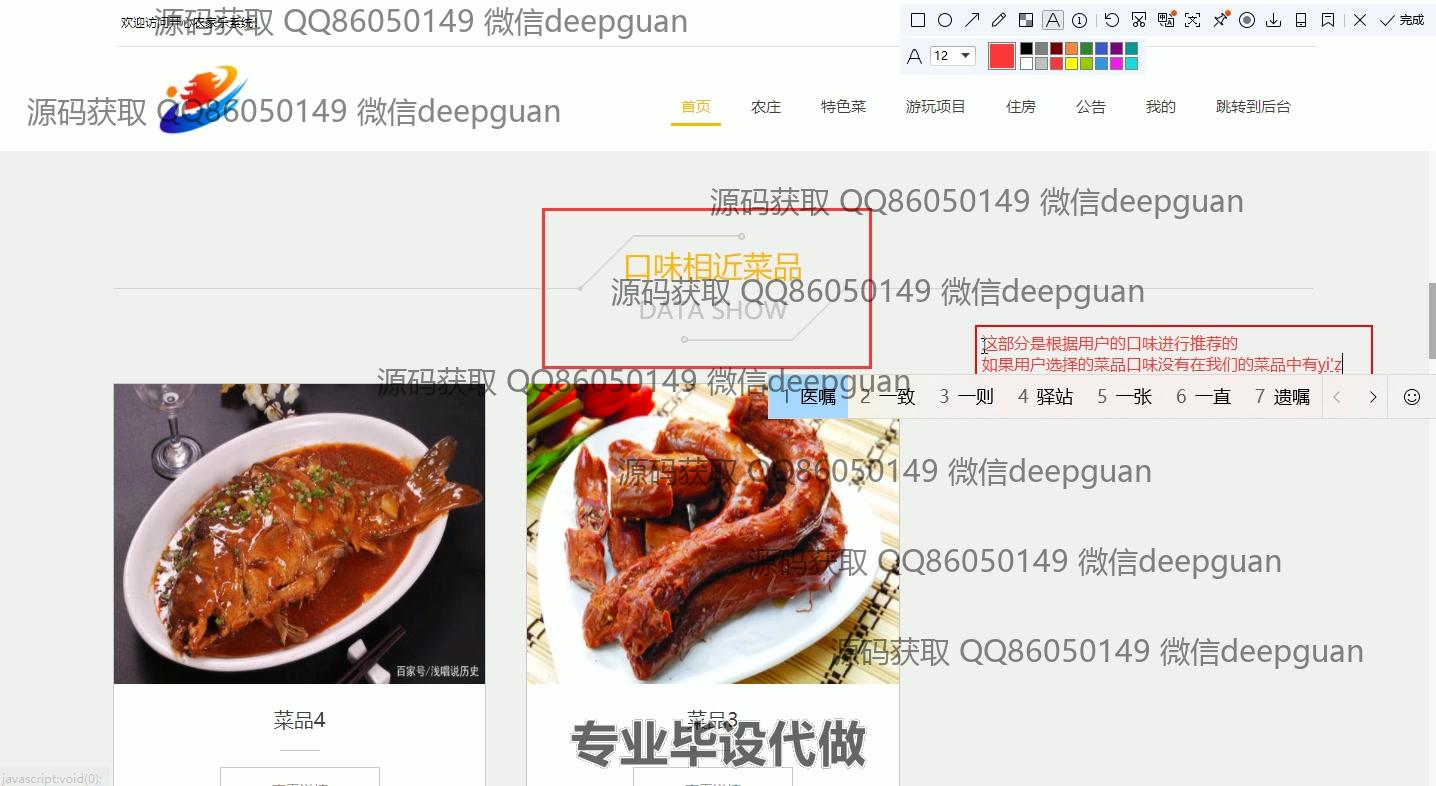 欢迎访问开心农家乐系统
源码获取 QQ86050149 微信deepguan
12
完成
源码获取 QQ86050149 微信deepguan
首页 农庄 特色菜 游玩项目 住房 公告 我的 跳转到后台
源码获取 QQ86050149 微信deepguan
口味相近菜品
源码获取 QQ86050149 微信deepguan
DATA SHOW
这部分是根据用户的口味进行推荐的
如果用户选择的菜品口味没有在我们的菜品中有yi'z
源码获取 QQ86050149 微信deepguan
1 医嘱 2 一致 3 一则 4 驿站 5 一张 6 一直 7 遗嘱
源码获取 QQ86050149 微信deepguan
源码获取 QQ86050149 微信deepguan
源码获取 QQ86050149 微信deepguan
百家号/浅唱说历史
菜品4
菜品3
专业毕设代做
javascript:void(0);